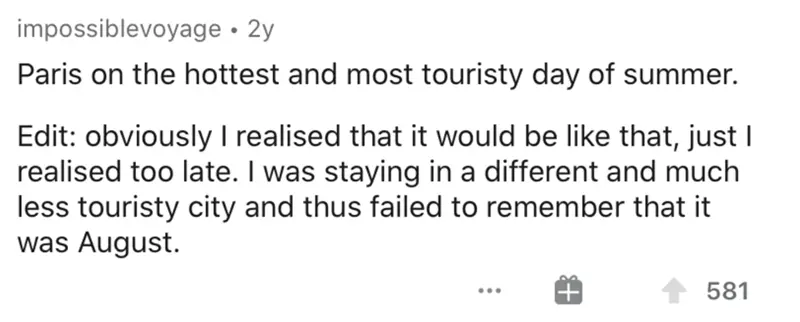 impossiblevoyage • 2y
Paris on the hottest and most touristy day of summer.
Edit: obviously I realised that it would be like that, just I
realised too late. I was staying in a different and much
less touristy city and thus failed to remember that it
was August.
581